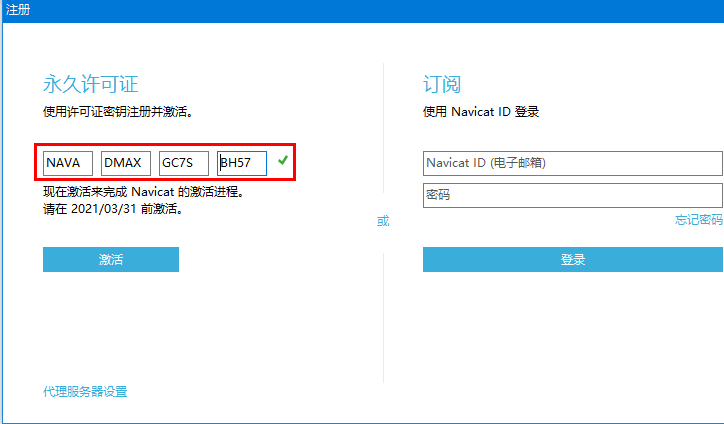 注册
永久许可证
使用许可证密钥注册并激活。
NAVA DMAX GC7S BH57
现在激活来完成 Navicat 的激活进程。
请在 2021/03/31 前激活。
激活
代理服务器设置
或
订阅
使用 Navicat ID 登录
Navicat ID (电子邮箱)
密码
忘记密码
登录